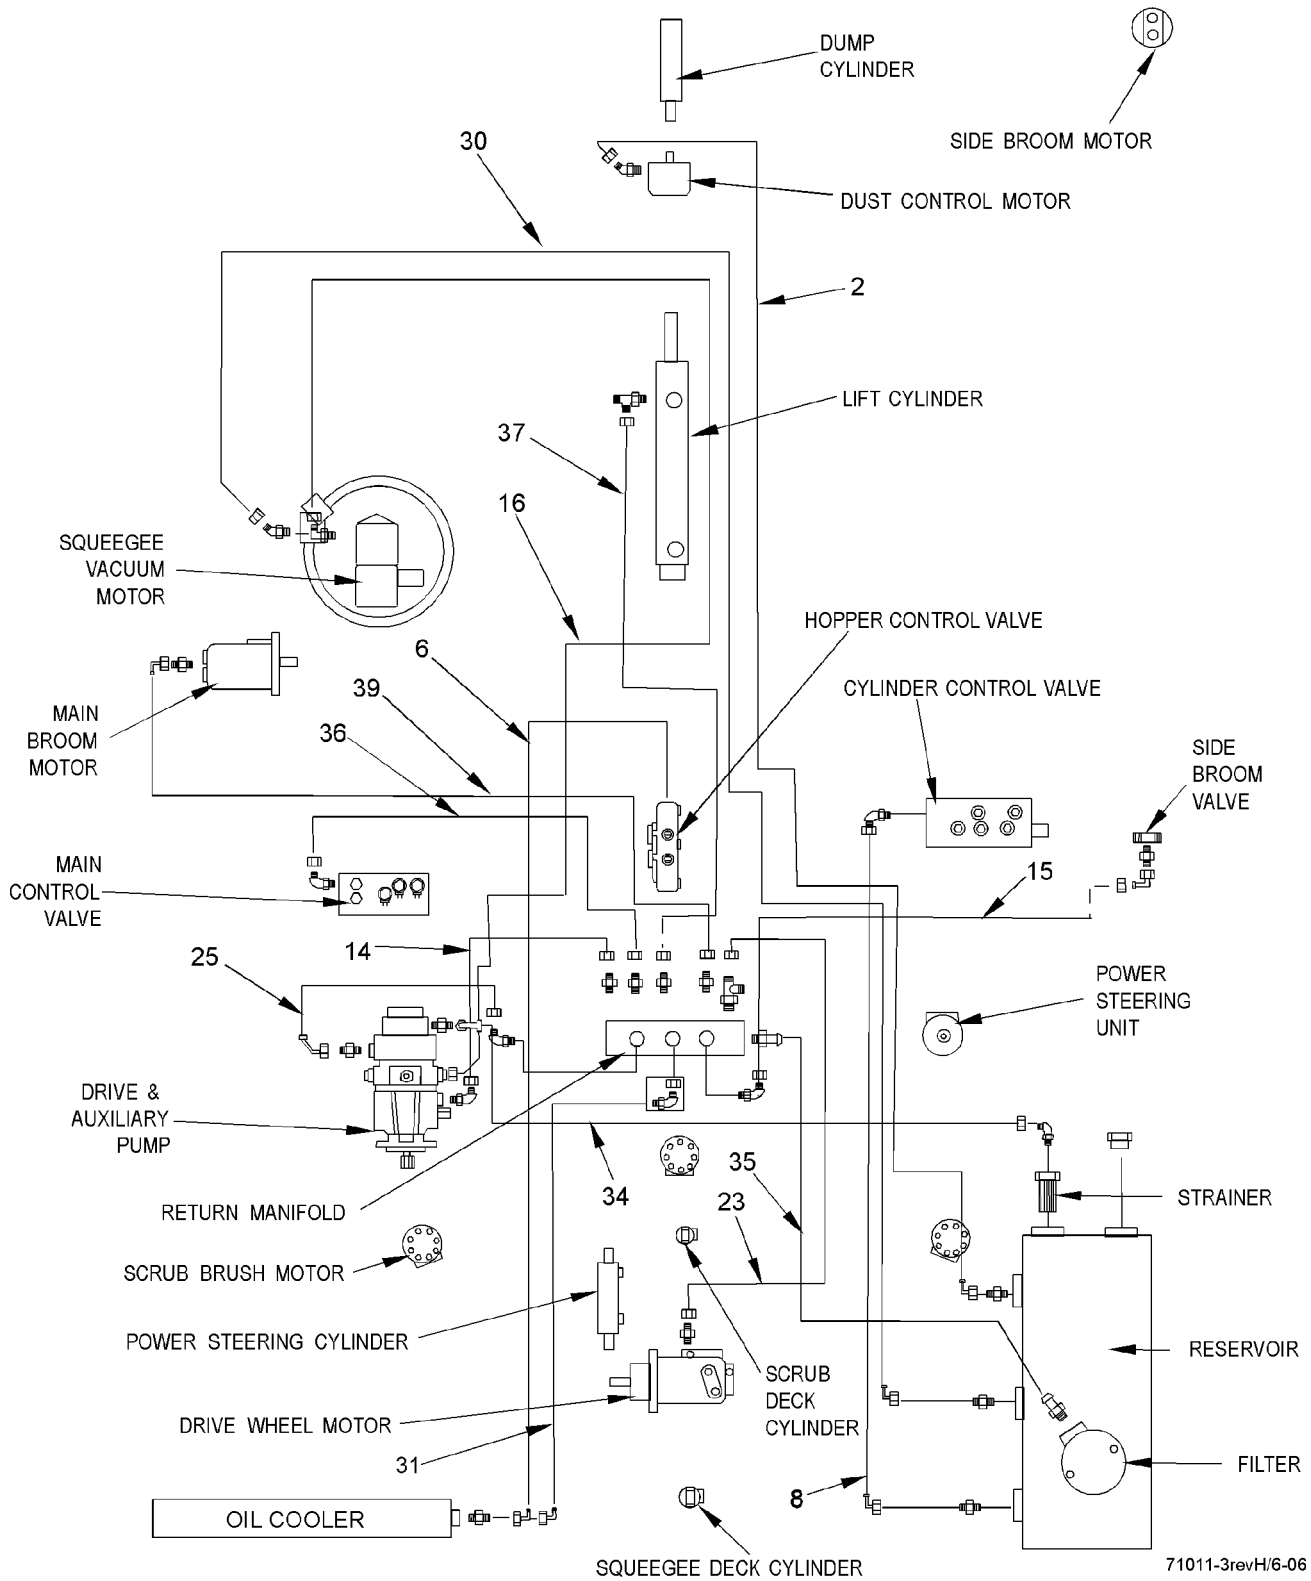 DUMP
CYLINDER
SIDE BROOM MOTOR
30
DUST CONTROL MOTOR
2
LIFT CYLINDER
37
16
SQUEEGEE
VACUUM
MOTOR
HOPPER CONTROL VALVE
6
39
CYLINDER CONTROL VALVE
MAIN
BROOM
MOTOR
36
SIDE
BROOM
VALVE
MAIN
CONTROL
VALVE
15
14
25
POWER
STEERING
UNIT
DRIVE &
AUXILIARY
PUMP
35
34
23
STRAINER
RETURN MANIFOLD
SCRUB BRUSH MOTOR
POWER STEERING CYLINDER
RESERVOIR
SCRUB
DECK
CYLINDER
DRIVE WHEEL MOTOR
31
FILTER
8
OIL COOLER
SQUEEGEE DECK CYLINDER
71011-3revH/6-06